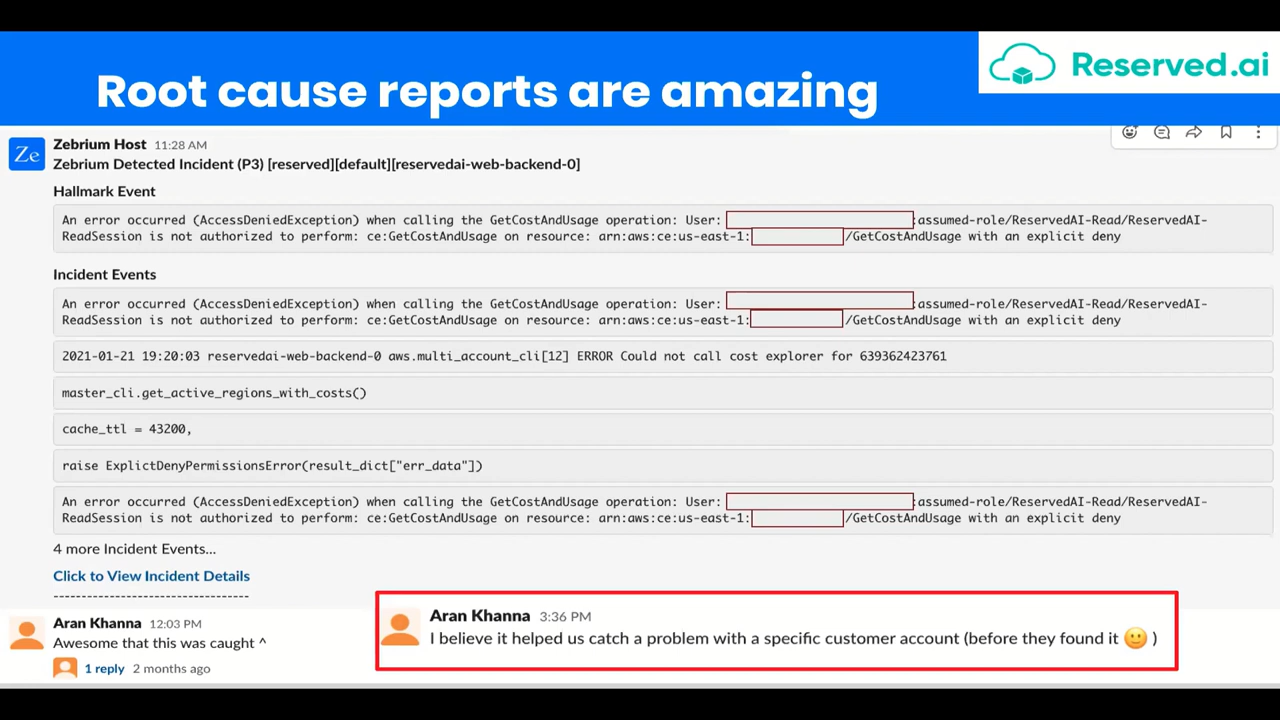 Root cause reports are amazing
Reserved.ai
Ze
Zebrium Host 11:28 AM
Zebrium Detected Incident (P3) [reserved][default][reservedai-web-backend-0]
Hallmark Event
An error occurred (AccessDeniedException) when calling the GetCostAndUsage operation: User: :assumed-role/ReservedAI-Read/ReservedAI-
ReadSession is not authorized to perform: ce:GetCostAndUsage on resource: arn:aws:ce:us-east-1: /GetCostAndUsage with an explicit deny
Incident Events
An error occurred (AccessDeniedException) when calling the GetCostAndUsage operation: User: :assumed-role/ReservedAI-Read/ReservedAI-
ReadSession is not authorized to perform: ce:GetCostAndUsage on resource: arn:aws:ce:us-east-1: /GetCostAndUsage with an explicit deny
2021-01-21 19:20:03 reservedai-web-backend-0 aws.multi_account_cli[12] ERROR Could not call cost explorer for 639362423761
master_cli.get_active_regions_with_costs()
cache_ttl = 43200,
raise ExplictDenyPermissionsError(result_dict["err_data"])
An error occurred (AccessDeniedException) when calling the GetCostAndUsage operation: User: :assumed-role/ReservedAI-Read/ReservedAI-
ReadSession is not authorized to perform: ce:GetCostAndUsage on resource: arn:aws:ce:us-east-1: /GetCostAndUsage with an explicit deny
4 more Incident Events...
Click to View Incident Details
-----------------------------------
Aran Khanna 12:03 PM
Awesome that this was caught ^
1 reply 2 months ago
Aran Khanna 3:36 PM
I believe it helped us catch a problem with a specific customer account (before they found it 🙂 )